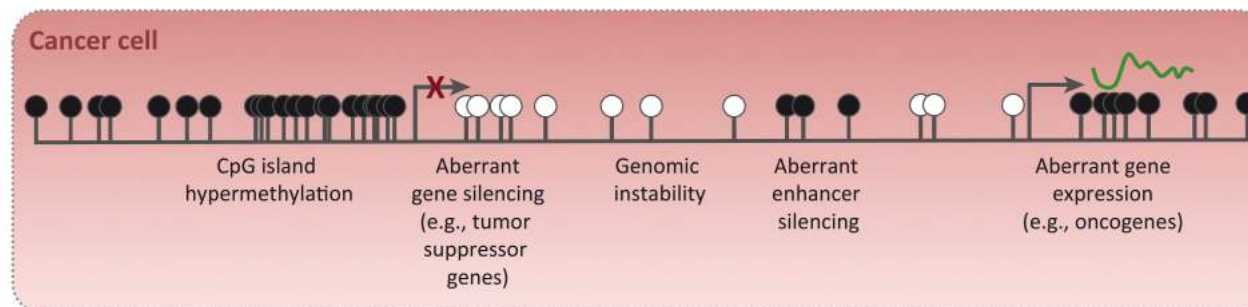 Cancer cell
X
CpG island
hypermethylation
Aberrant
gene silencing
(e.g., tumor
suppressor
genes)
Genomic
instability
Aberrant
enhancer
silencing
Aberrant gene
expression
(e.g., oncogenes)